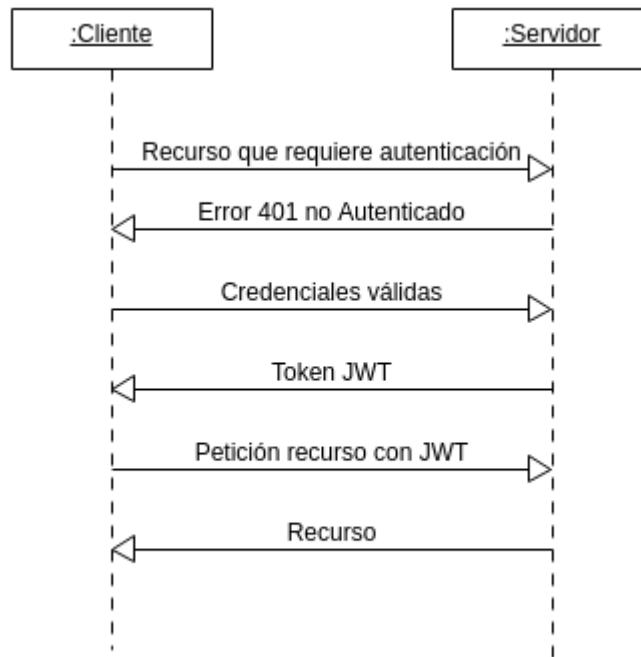 :Cliente
:Servidor
Recurso que requiere autenticación
Error 401 no Autenticado
Credenciales válidas
Token JWT
Petición recurso con JWT
Recurso